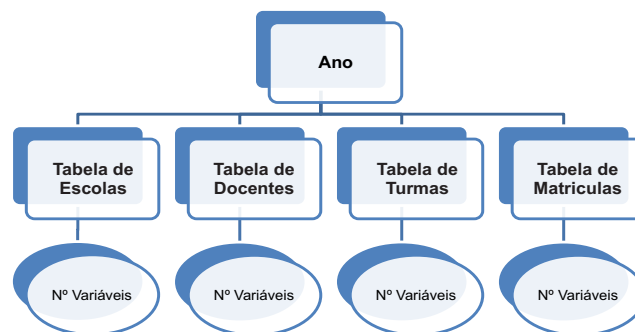 Ano
Tabela de
Escolas
Tabela de
Docentes
Tabela de
Turmas
Tabela de
Matriculas
Nº Variáveis
Nº Variáveis
Nº Variáveis
Nº Variáveis